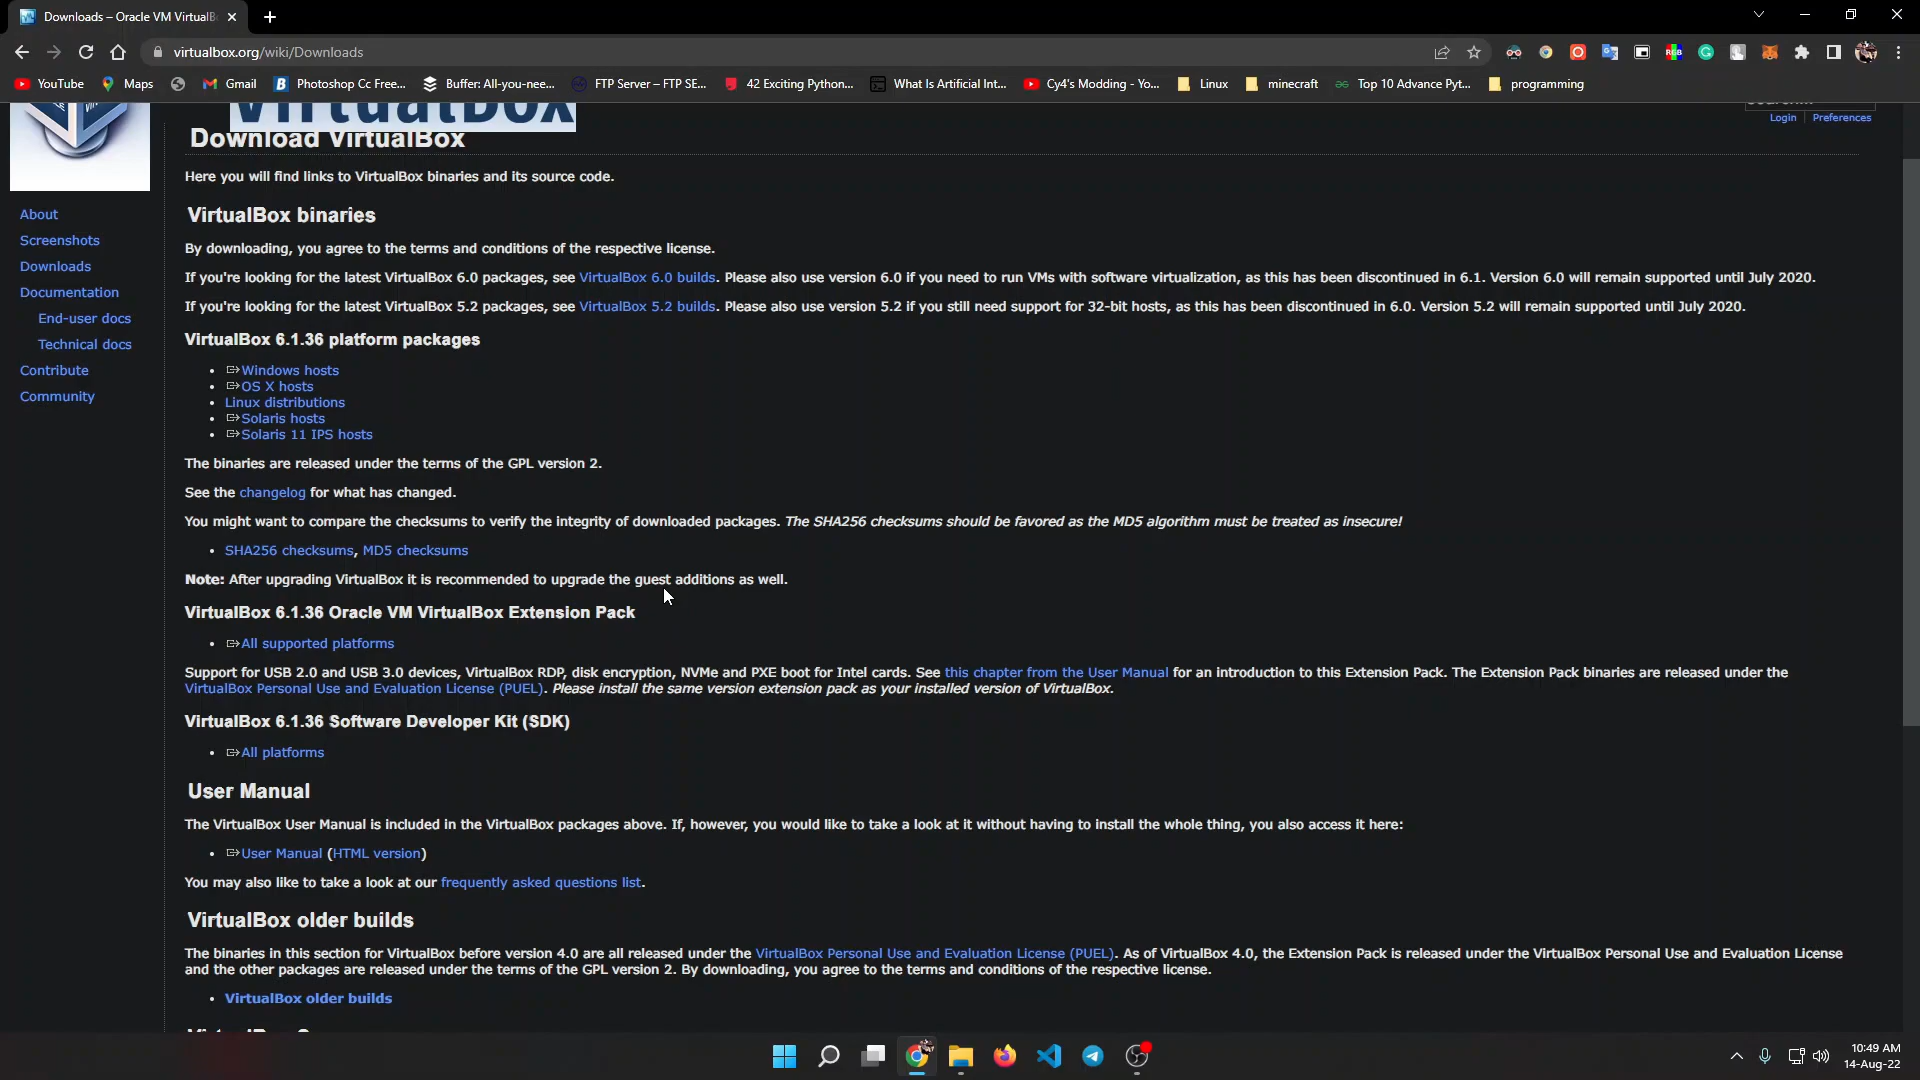 Downloads – Oracle VM VirtualB
virtualbox.org/wiki/Downloads
YouTube Maps Gmail Photoshop Cc Free... Buffer: All-you-nee... FTP Server – FTP SE... 42 Exciting Python... What Is Artificial Int... Cy4's Modding - Yo... Linux minecraft Top 10 Advance Pyt... programming
VirtualBox
Login Preferences
Download VirtualBox
Here you will find links to VirtualBox binaries and its source code.
About
Screenshots
Downloads
Documentation
End-user docs
Technical docs
Contribute
Community
VirtualBox binaries
By downloading, you agree to the terms and conditions of the respective license.
If you're looking for the latest VirtualBox 6.0 packages, see VirtualBox 6.0 builds. Please also use version 6.0 if you need to run VMs with software virtualization, as this has been discontinued in 6.1. Version 6.0 will remain supported until July 2020.
If you're looking for the latest VirtualBox 5.2 packages, see VirtualBox 5.2 builds. Please also use version 5.2 if you still need support for 32-bit hosts, as this has been discontinued in 6.0. Version 5.2 will remain supported until July 2020.
VirtualBox 6.1.36 platform packages
• Windows hosts
• OS X hosts
• Linux distributions
• Solaris hosts
• Solaris 11 IPS hosts
The binaries are released under the terms of the GPL version 2.
See the changelog for what has changed.
You might want to compare the checksums to verify the integrity of downloaded packages. The SHA256 checksums should be favored as the MD5 algorithm must be treated as insecure!
• SHA256 checksums, MD5 checksums
Note: After upgrading VirtualBox it is recommended to upgrade the guest additions as well.
VirtualBox 6.1.36 Oracle VM VirtualBox Extension Pack
• All supported platforms
Support for USB 2.0 and USB 3.0 devices, VirtualBox RDP, disk encryption, NVMe and PXE boot for Intel cards. See this chapter from the User Manual for an introduction to this Extension Pack. The Extension Pack binaries are released under the
VirtualBox Personal Use and Evaluation License (PUEL). Please install the same version extension pack as your installed version of VirtualBox.
VirtualBox 6.1.36 Software Developer Kit (SDK)
• All platforms
User Manual
The VirtualBox User Manual is included in the VirtualBox packages above. If, however, you would like to take a look at it without having to install the whole thing, you also access it here:
• User Manual (HTML version)
You may also like to take a look at our frequently asked questions list.
VirtualBox older builds
The binaries in this section for VirtualBox before version 4.0 are all released under the VirtualBox Personal Use and Evaluation License (PUEL). As of VirtualBox 4.0, the Extension Pack is released under the VirtualBox Personal Use and Evaluation License
and the other packages are released under the terms of the GPL version 2. By downloading, you agree to the terms and conditions of the respective license.
• VirtualBox older builds
10:49 AM
14-Aug-22